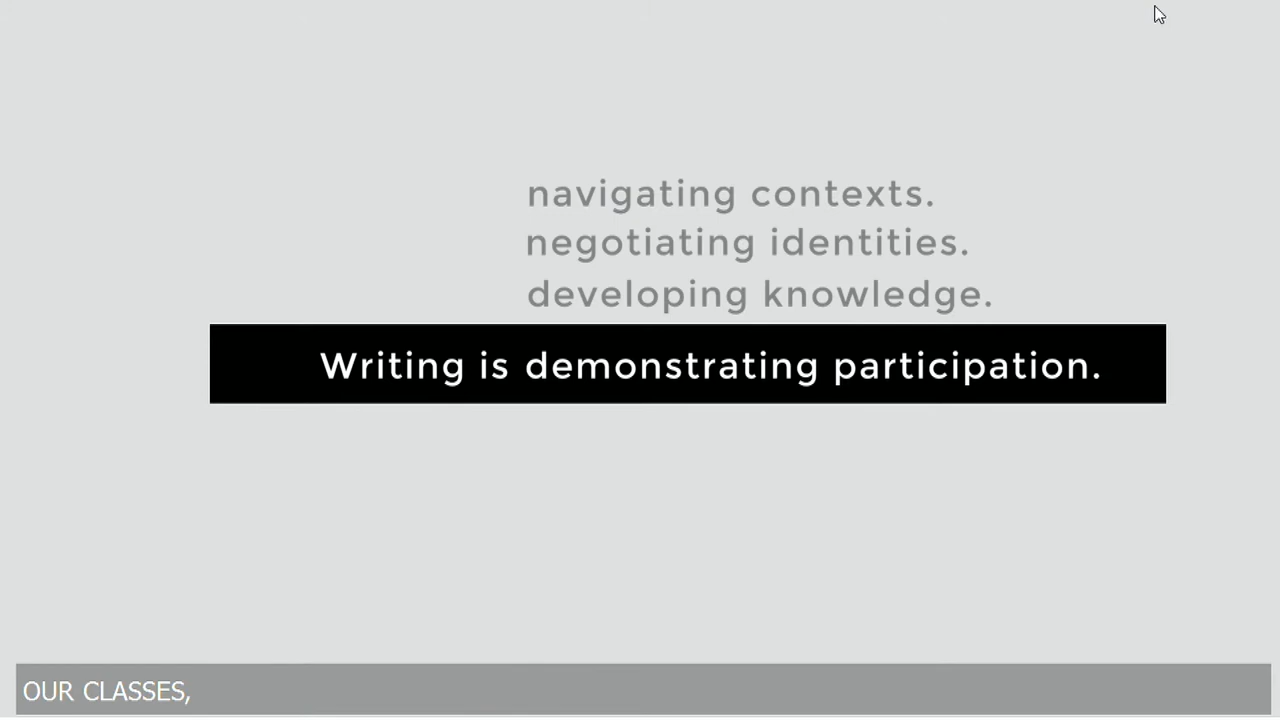 navigating contexts.
negotiating identities.
developing knowledge.
Writing is demonstrating participation.
OUR CLASSES,